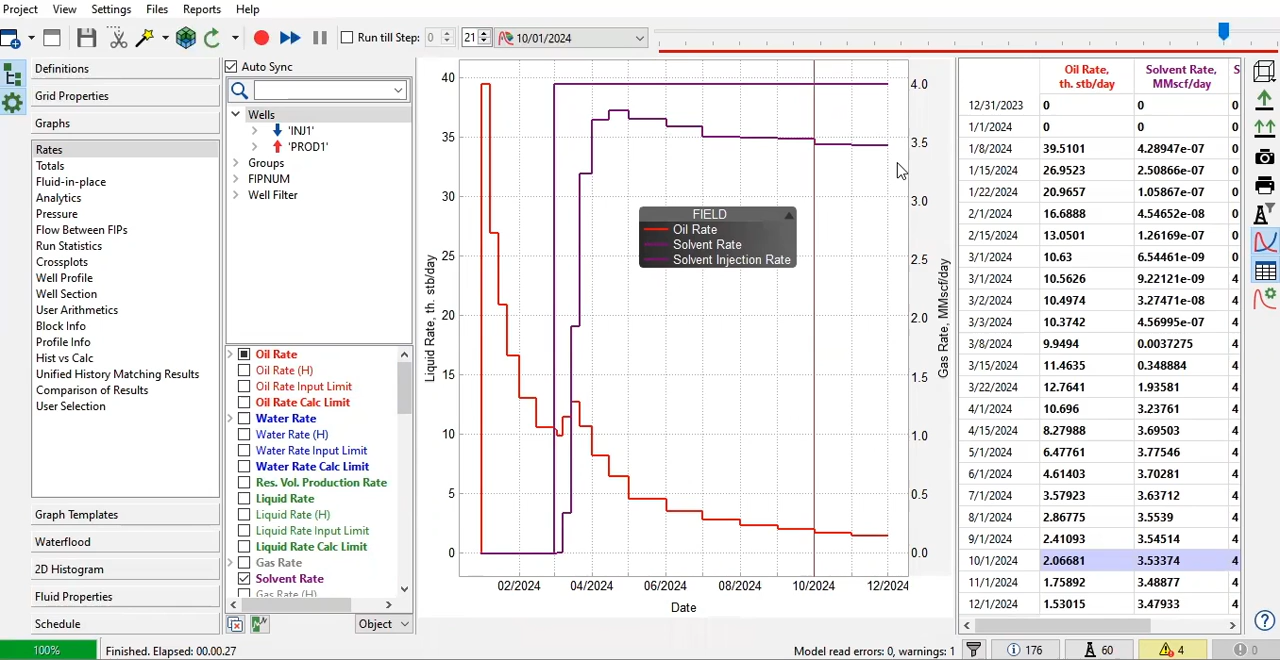 Project View Settings Files Reports Help
Run till Step: 0 21 10/01/2024
Definitions
Grid Properties
Graphs
Rates
Totals
Fluid-in-place
Analytics
Pressure
Flow Between FIPs
Run Statistics
Crossplots
Well Profile
Well Section
User Arithmetics
Block Info
Profile Info
Hist vs Calc
Unified History Matching Results
Comparison of Results
User Selection
Graph Templates
Waterflood
2D Histogram
Fluid Properties
Schedule
Auto Sync
Wells
'INJ1'
'PROD1'
Groups
FIPNUM
Well Filter
Oil Rate
Oil Rate (H)
Oil Rate Input Limit
Oil Rate Calc Limit
Water Rate
Water Rate (H)
Water Rate Input Limit
Water Rate Calc Limit
Res. Vol. Production Rate
Liquid Rate
Liquid Rate (H)
Liquid Rate Input Limit
Liquid Rate Calc Limit
Gas Rate
Solvent Rate
Gas Rate (H)
Object
Liquid Rate, th. stb/day
40
35
30
25
20
15
10
5
0
FIELD
Oil Rate
Solvent Rate
Solvent Injection Rate
4.0
3.5
3.0
2.5
2.0
1.5
1.0
0.5
0.0
Gas Rate, MMscf/day
02/2024 04/2024 06/2024 08/2024 10/2024 12/2024
Date
Oil Rate, Solvent Rate, S
th. stb/day MMscf/day
12/31/2023 0 0 0
1/1/2024 0 0 0
1/8/2024 39.5101 4.28947e-07 0
1/15/2024 26.9523 2.50866e-07 0
1/22/2024 20.9657 1.05867e-07 0
2/1/2024 16.6888 4.54652e-08 0
2/15/2024 13.0501 1.26169e-07 0
3/1/2024 10.63 6.54461e-09 0
3/1/2024 10.5626 9.22121e-09 4
3/2/2024 10.4974 3.27471e-08 4
3/3/2024 10.3742 4.56995e-07 4
3/8/2024 9.9494 0.0037275 4
3/15/2024 11.4635 0.348884 4
3/22/2024 12.7641 1.93581 4
4/1/2024 10.696 3.23761 4
4/15/2024 8.27988 3.69503 4
5/1/2024 6.47761 3.77546 4
6/1/2024 4.61403 3.70281 4
7/1/2024 3.57923 3.63712 4
8/1/2024 2.86775 3.5539 4
9/1/2024 2.41093 3.54514 4
10/1/2024 2.06681 3.53374 4
11/1/2024 1.75892 3.48877 4
12/1/2024 1.53015 3.47933 4
100% Finished. Elapsed: 00.00.27 Model read errors: 0, warnings: 1 176 60 4 0